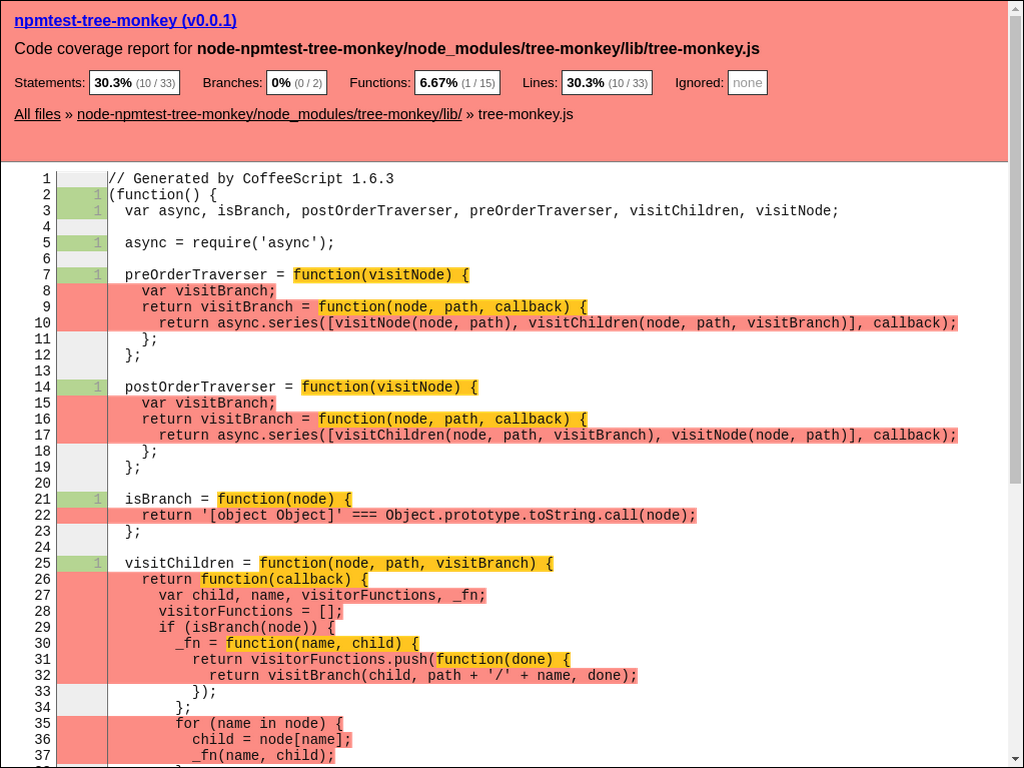 npmtest-tree-monkey (v0.0.1)
Code coverage report for node-npmtest-tree-monkey/node_modules/tree-monkey/lib/tree-monkey.js
Statements: 30.3% (10 / 33) Branches: 0% (0 / 2) Functions: 6.67% (1 / 15) Lines: 30.3% (10 / 33) Ignored: none
All files » node-npmtest-tree-monkey/node_modules/tree-monkey/lib/ » tree-monkey.js
1 // Generated by CoffeeScript 1.6.3
2 1 (function() {
3 1 var async, isBranch, postOrderTraverser, preOrderTraverser, visitChildren, visitNode;
4
5 1 async = require('async');
6
7 1 preOrderTraverser = function(visitNode) {
8 var visitBranch;
9 return visitBranch = function(node, path, callback) {
10 return async.series([visitNode(node, path), visitChildren(node, path, visitBranch)], callback);
11 };
12 };
13
14 1 postOrderTraverser = function(visitNode) {
15 var visitBranch;
16 return visitBranch = function(node, path, callback) {
17 return async.series([visitChildren(node, path, visitBranch), visitNode(node, path)], callback);
18 };
19 };
20
21 1 isBranch = function(node) {
22 return '[object Object]' === Object.prototype.toString.call(node);
23 };
24
25 1 visitChildren = function(node, path, visitBranch) {
26 return function(callback) {
27 var child, name, visitorFunctions, _fn;
28 visitorFunctions = [];
29 if (isBranch(node)) {
30 _fn = function(name, child) {
31 return visitorFunctions.push(function(done) {
32 return visitBranch(child, path + '/' + name, done);
33 });
34 };
35 for (name in node) {
36 child = node[name];
37 _fn(name, child);